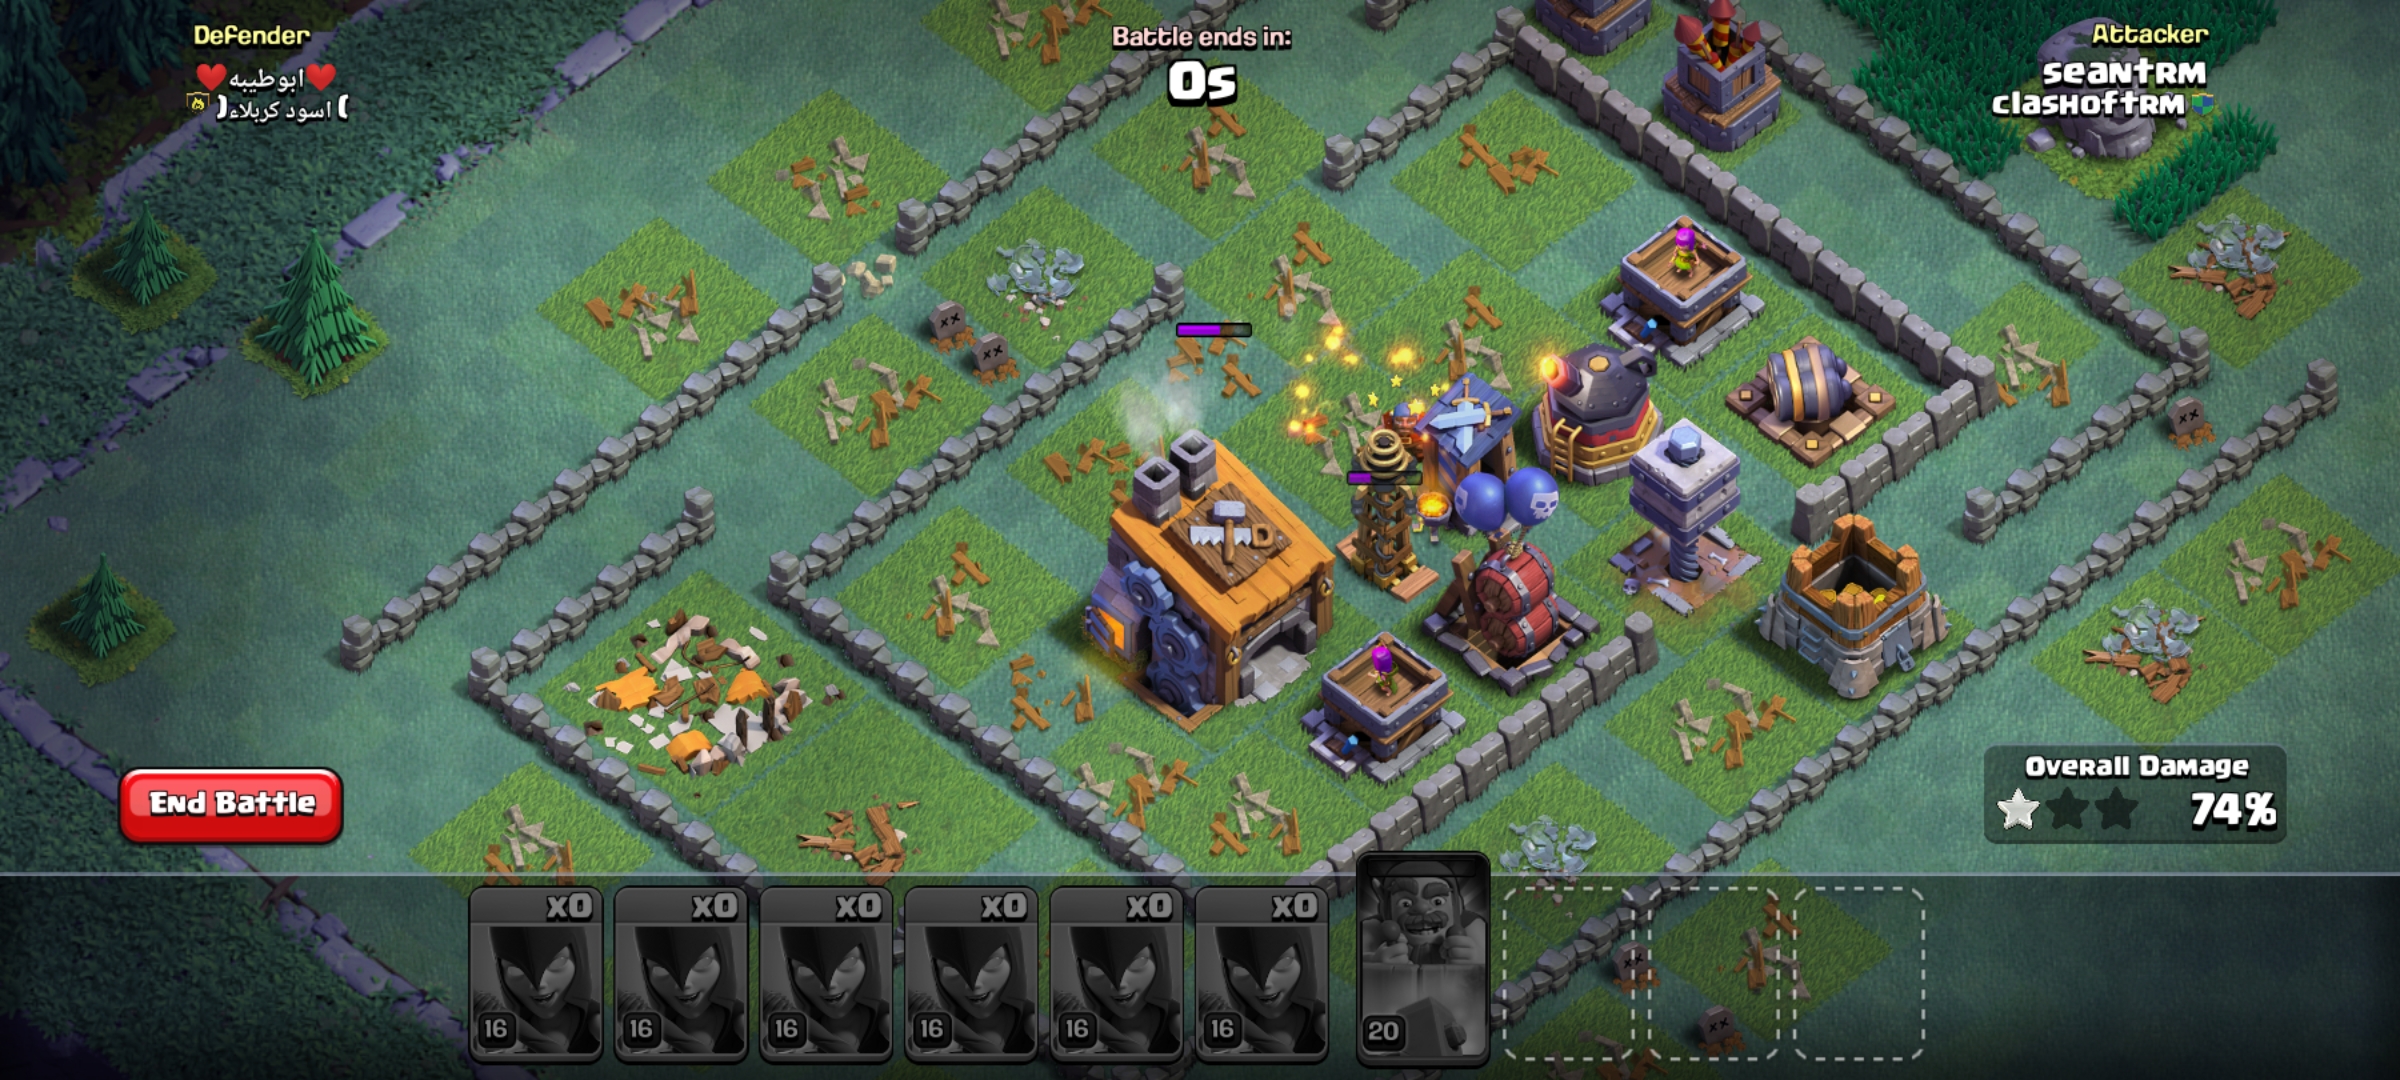 Defender
❤️ابوطيبه❤️
❫اسود كربلاء❪
Battle ends in:
0s
Attacker
seantRM
clashoftRM
End Battle
Overall Damage
74%
x0 x0 x0 x0 x0 x0
16 16 16 16 16 16 20